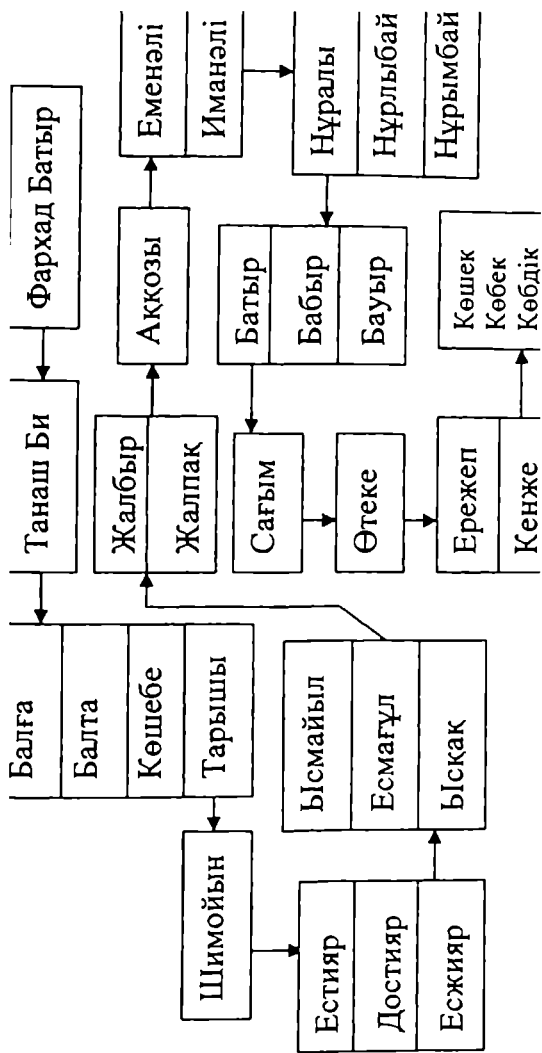 Фархад Батыр
Танаш Би
Балға
Балта
Көшебе
Тарышы
Шимойын
Естияр
Достияр
Есжияр
Ысмайыл
Есмағұл
Ысқақ
Жалбыр
Жалпақ
Аққозы
Еменәлі
Иманәлі
Нұралы
Нұрлыбай
Нұрымбай
Батыр
Бабыр
Бауыр
Сағым
Өтеке
Ережеп
Кенже
Көшек
Көбек
Көбдік